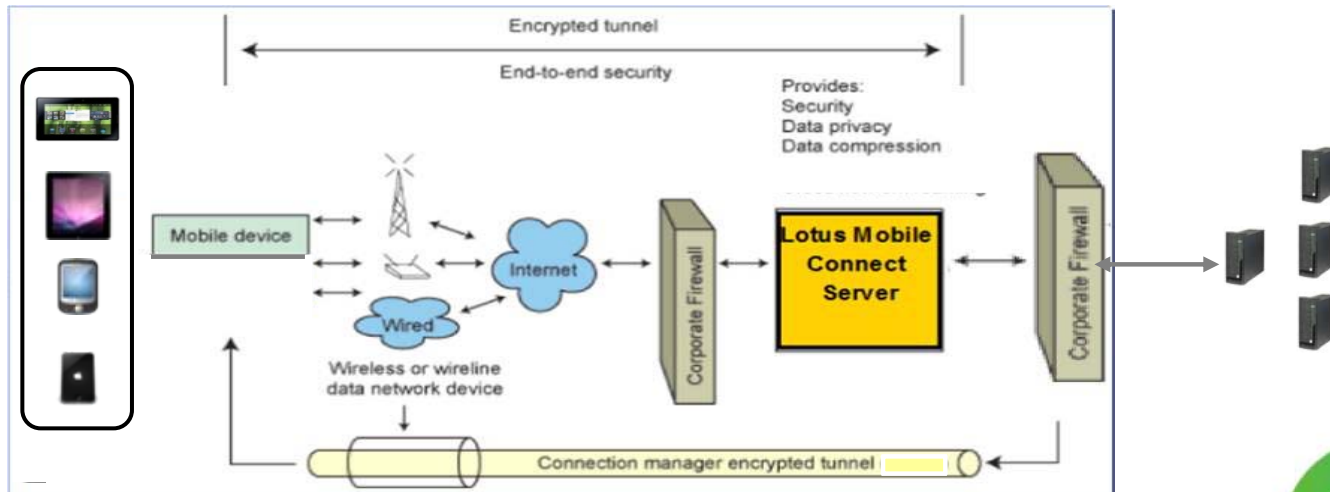 Encrypted tunnel
End-to-end security
Provides:
Security
Data privacy
Data compression
Mobile device
Internet
Wired
Corporate Firewall
Lotus Mobile
Connect
Server
Corporate Firewall
Wireless or wireline
data network device
Connection manager encrypted tunnel